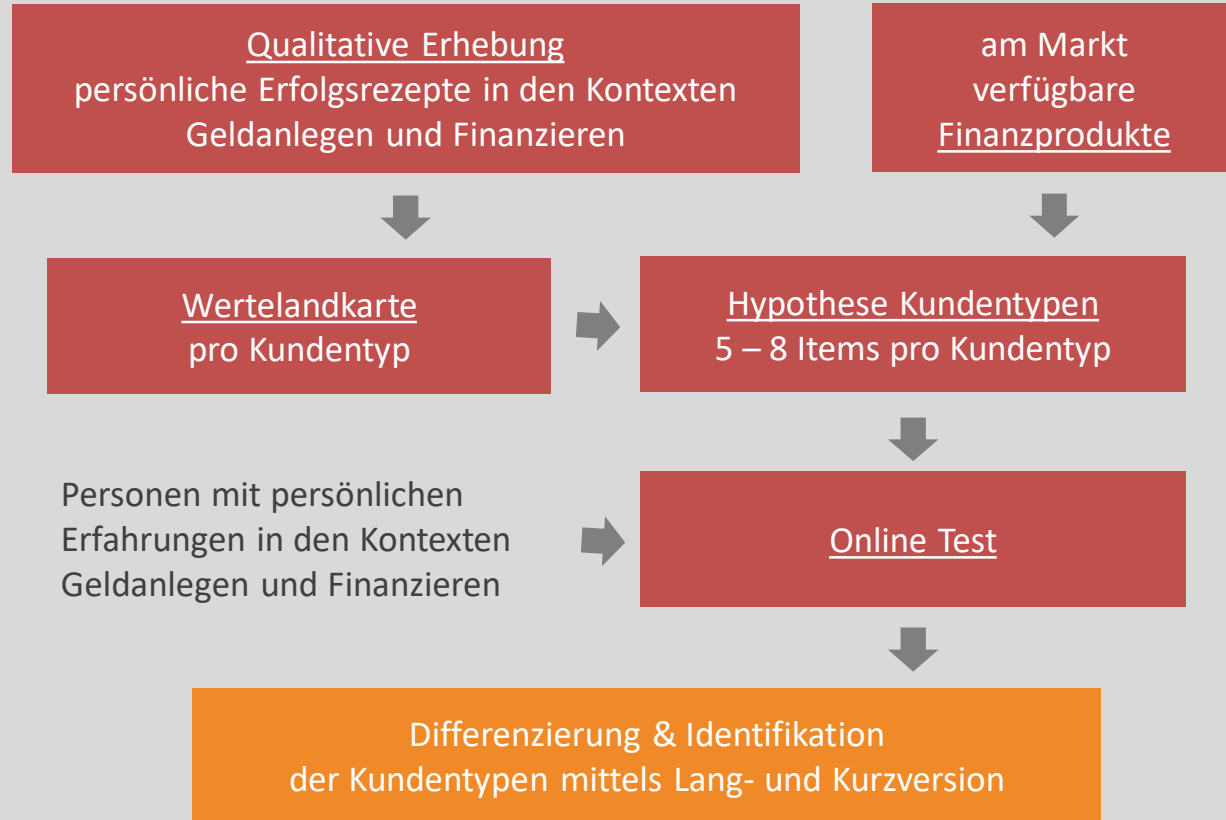 Qualitative Erhebung
persönliche Erfolgsrezepte in den Kontexten
Geldanlegen und Finanzieren
am Markt
verfügbare
Finanzprodukte
Wertelandkarte
pro Kundentyp
Hypothese Kundentypen
5 – 8 Items pro Kundentyp
Personen mit persönlichen
Erfahrungen in den Kontexten
Geldanlegen und Finanzieren
Online Test
Differenzierung & Identifikation
der Kundentypen mittels Lang- und Kurzversion